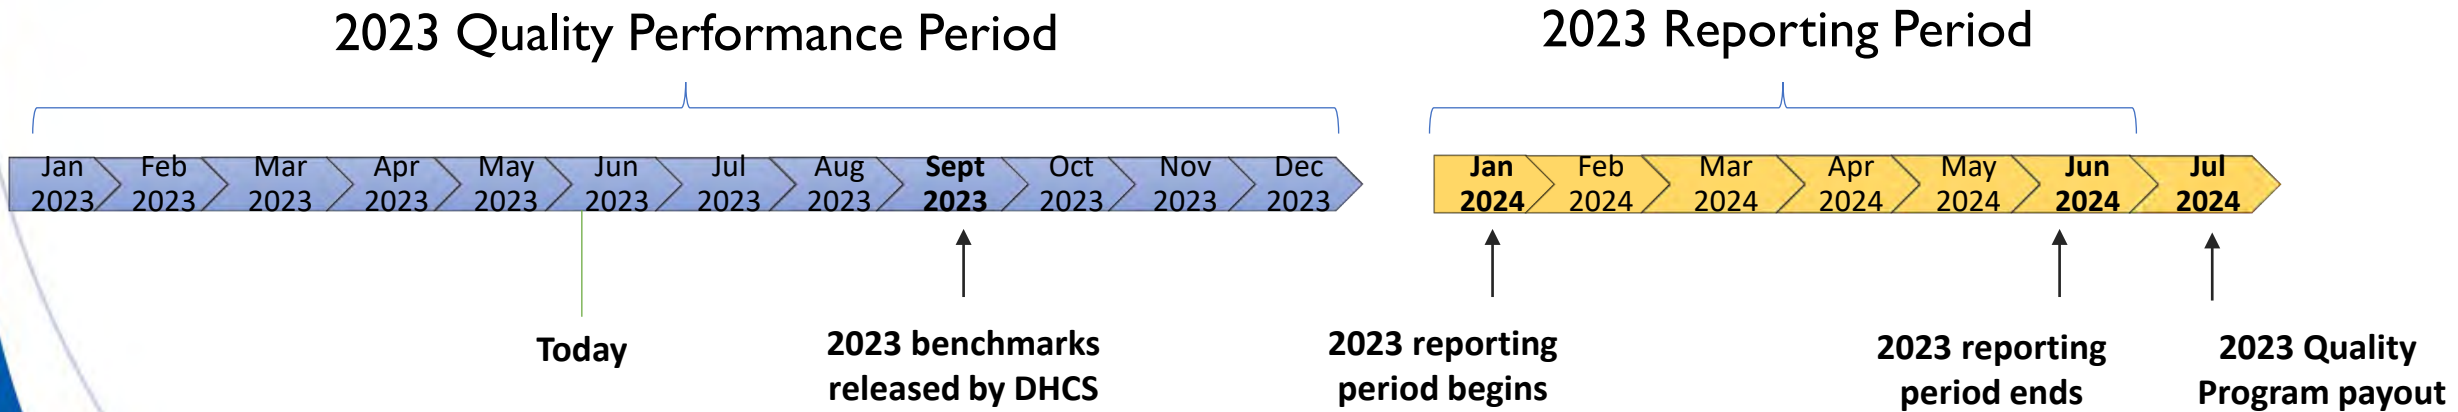 2023 Quality Performance Period
2023 Reporting Period
Jan 2023
Feb 2023
Mar 2023
Apr 2023
May 2023
Jun 2023
Jul 2023
Aug 2023
Sept 2023
Oct 2023
Nov 2023
Dec 2023
Jan 2024
Feb 2024
Mar 2024
Apr 2024
May 2024
Jun 2024
Jul 2024
Today
2023 benchmarks
released by DHCS
2023 reporting
period begins
2023 reporting
period ends
2023 Quality
Program payout